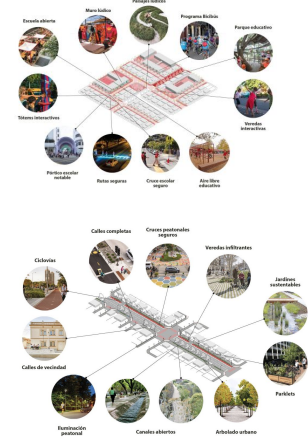 Paisajes lúdicos
Muro lúdico
Programa Bicibús
Escuela abierta
Parque educativo
Tótems interactivos
Veredas
interactivas
Pórtico escolar
notable
Rutas seguras
Cruce escolar
seguro
Aire libre
educativo
Cruces peatonales
seguros
Calles completas
Veredas infiltrantes
Ciclovías
Jardines
sustentables
Calles de vecindad
Parklets
Iluminación
peatonal
Canales abiertos
Arbolado urbano